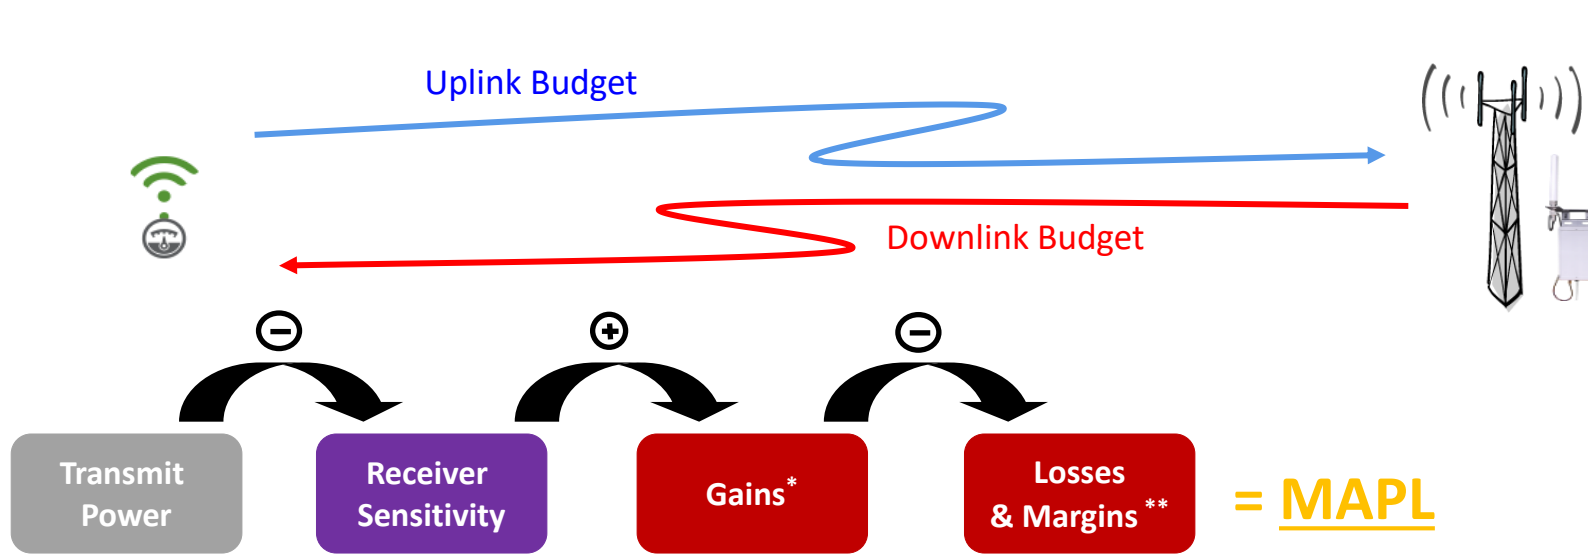 Uplink Budget
Downlink Budget
Transmit
Power
Receiver
Sensitivity
Gains*
Losses
& Margins **
= MAPL